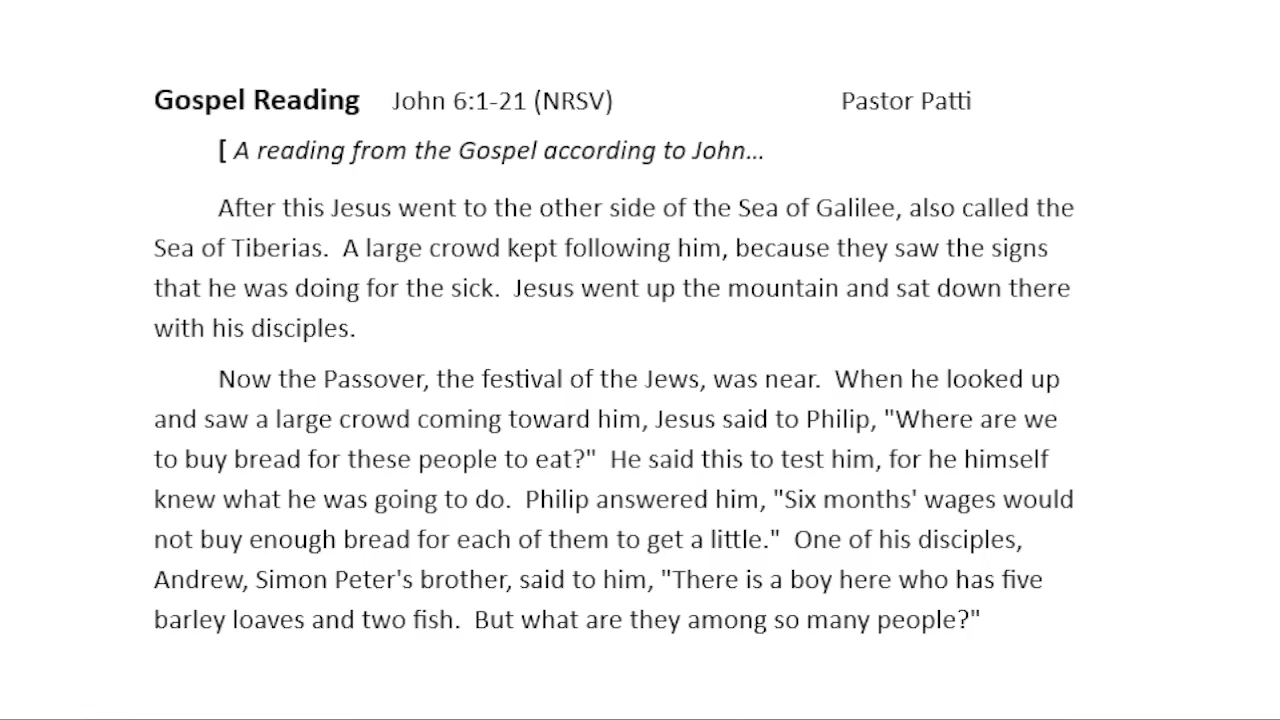 Gospel Reading John 6:1-21 (NRSV) Pastor Patti
[ A reading from the Gospel according to John...
After this Jesus went to the other side of the Sea of Galilee, also called the
Sea of Tiberias.  A large crowd kept following him, because they saw the signs
that he was doing for the sick.  Jesus went up the mountain and sat down there
with his disciples.
Now the Passover, the festival of the Jews, was near.  When he looked up
and saw a large crowd coming toward him, Jesus said to Philip, "Where are we
to buy bread for these people to eat?"  He said this to test him, for he himself
knew what he was going to do.  Philip answered him, "Six months' wages would
not buy enough bread for each of them to get a little."  One of his disciples,
Andrew, Simon Peter's brother, said to him, "There is a boy here who has five
barley loaves and two fish.  But what are they among so many people?"